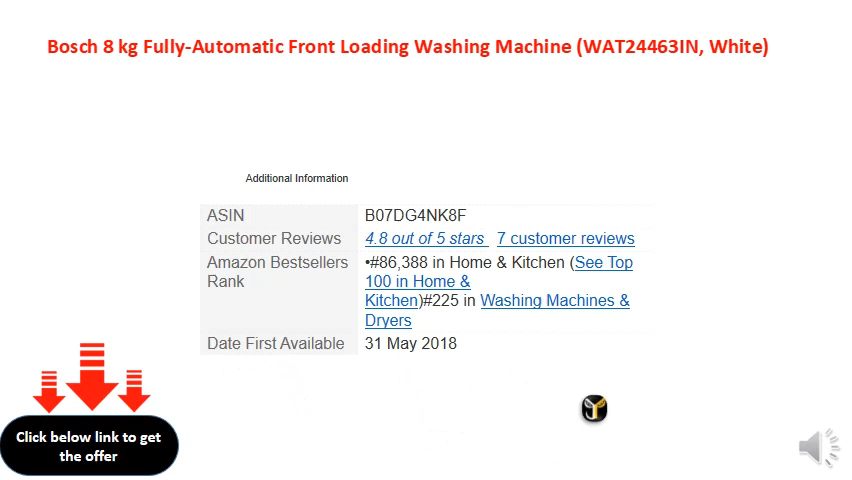 Bosch 8 kg Fully-Automatic Front Loading Washing Machine (WAT24463IN, White)
Additional Information
ASIN B07DG4NK8F
Customer Reviews 4.8 out of 5 stars 7 customer reviews
Amazon Bestsellers •#86,388 in Home & Kitchen (See Top
Rank 100 in Home &
Kitchen)#225 in Washing Machines &
Dryers
Date First Available 31 May 2018
Click below link to get
the offer